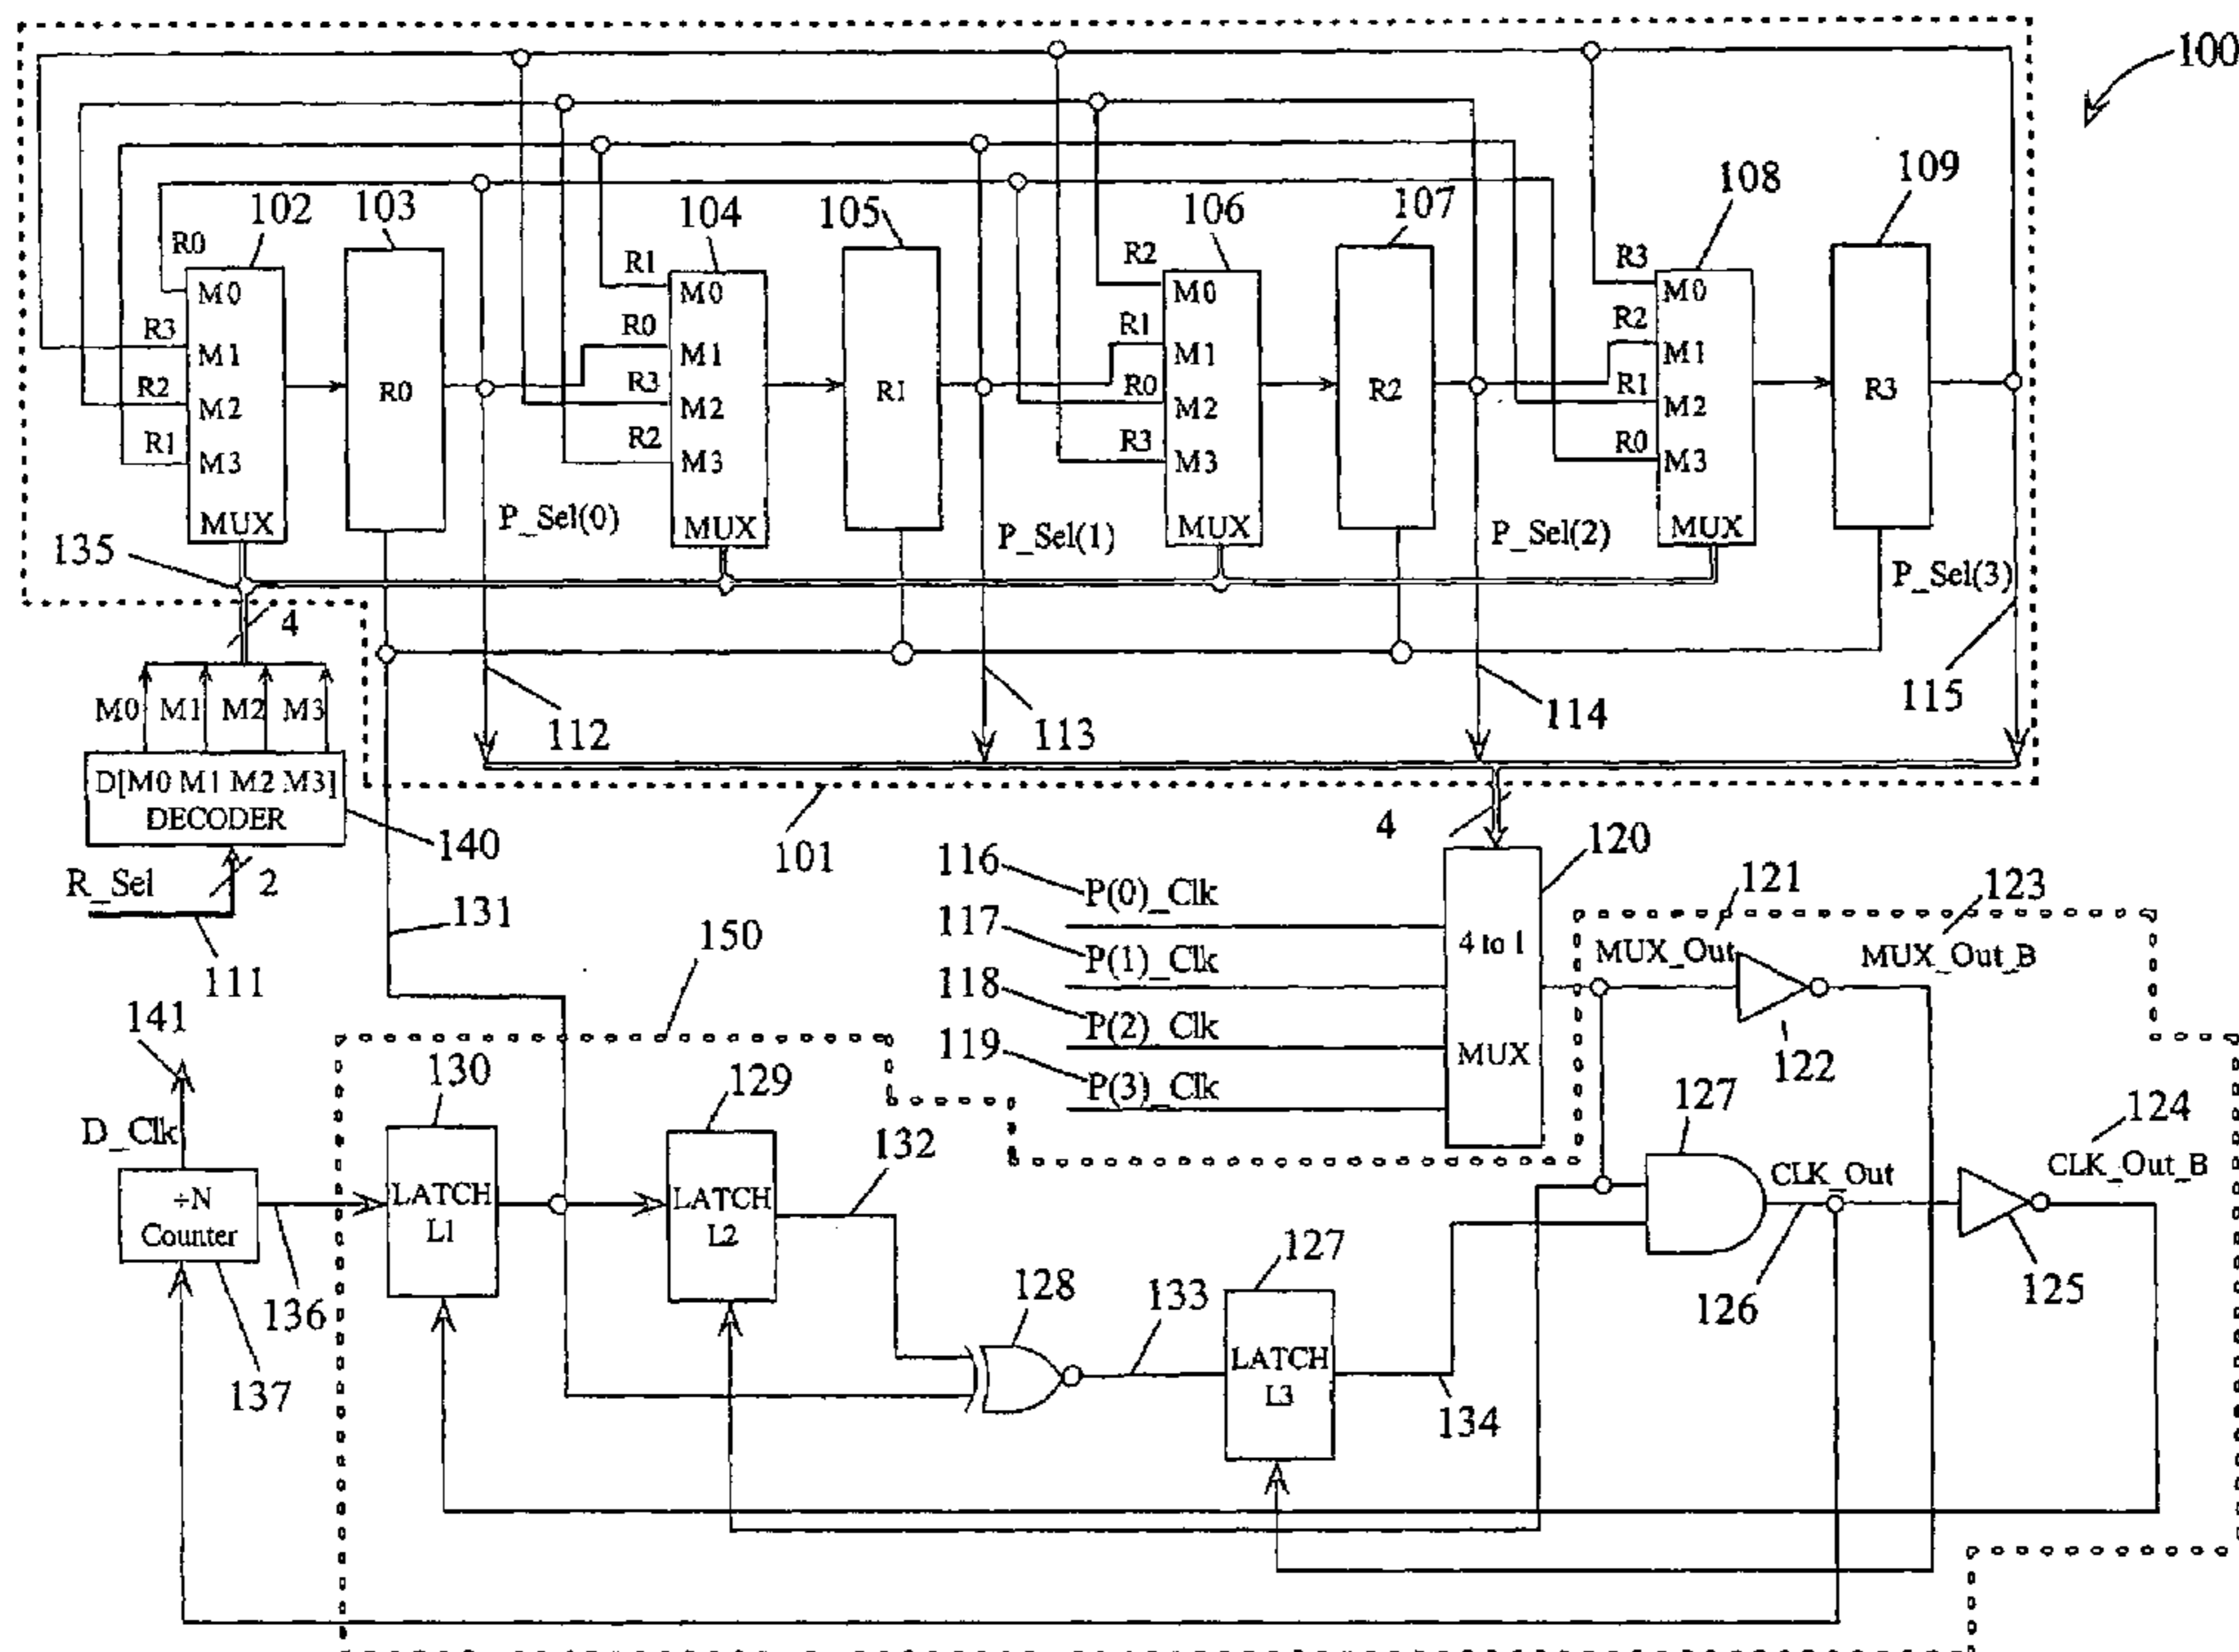 100
102
103
104
105
106
107
108
109
R0
R3
R2
R1
M0
M1
M2
M3
MUX
R0
R1
R0
R3
R2
M0
M1
M2
M3
MUX
R1
R2
R1
R0
R3
M0
M1
M2
M3
MUX
R2
R3
R2
R1
R0
M0
M1
M2
M3
MUX
R3
P_Sel(0)
P_Sel(1)
P_Sel(2)
P_Sel(3)
135
4
M0 M1 M2 M3
112
113
114
115
D[M0 M1 M2 M3]
DECODER
140
101
4
120
R_Sel
2
111
131
150
116
P(0)_Clk
117
P(1)_Clk
118
P(2)_Clk
119
P(3)_Clk
4 to 1
MUX
121
MUX_Out
123
MUX_Out_B
122
141
D_Clk
÷N
Counter
136
137
130
LATCH
L1
129
LATCH
L2
132
128
133
127
LATCH
L3
134
127
CLK_Out
126
124
CLK_Out_B
125